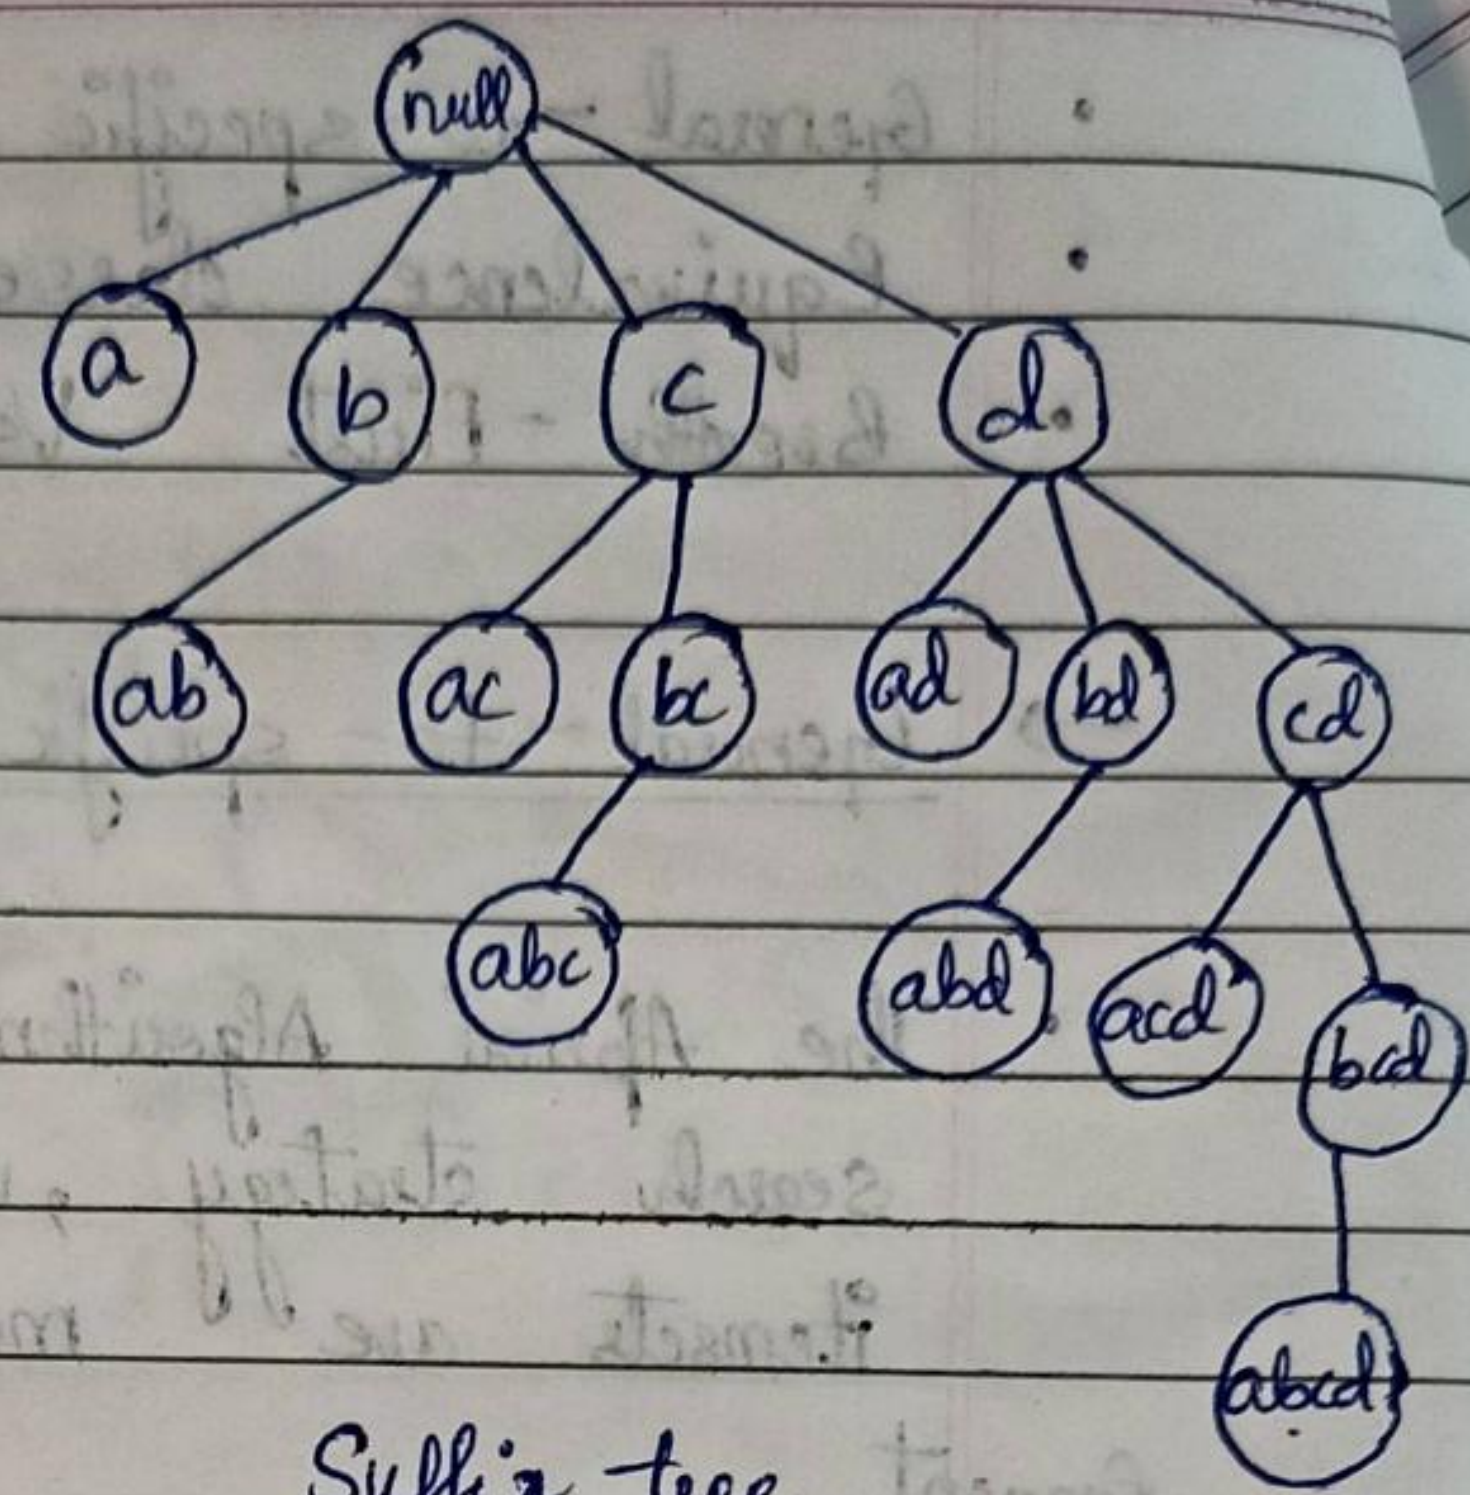 null
a b c d
ab ac bc ad bd cd
abc abd acd bcd
abcd
Suffix tree